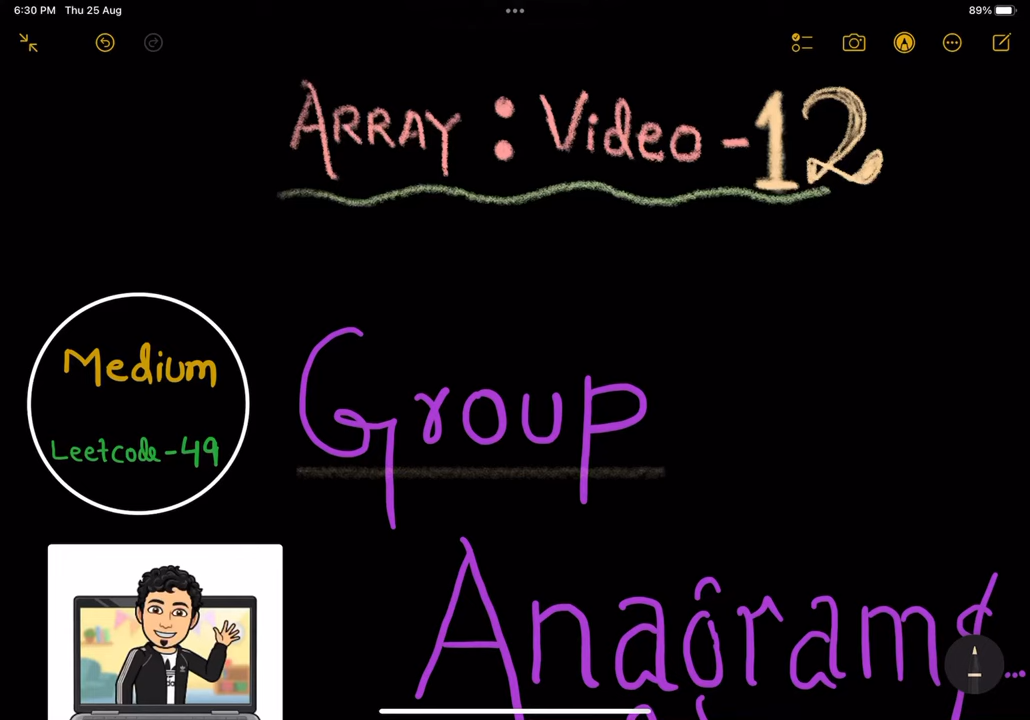 6:30 PM Thu 25 Aug
89%
ARRAY : Video - 12
Medium
Leetcode - 49
Group
Anagrams